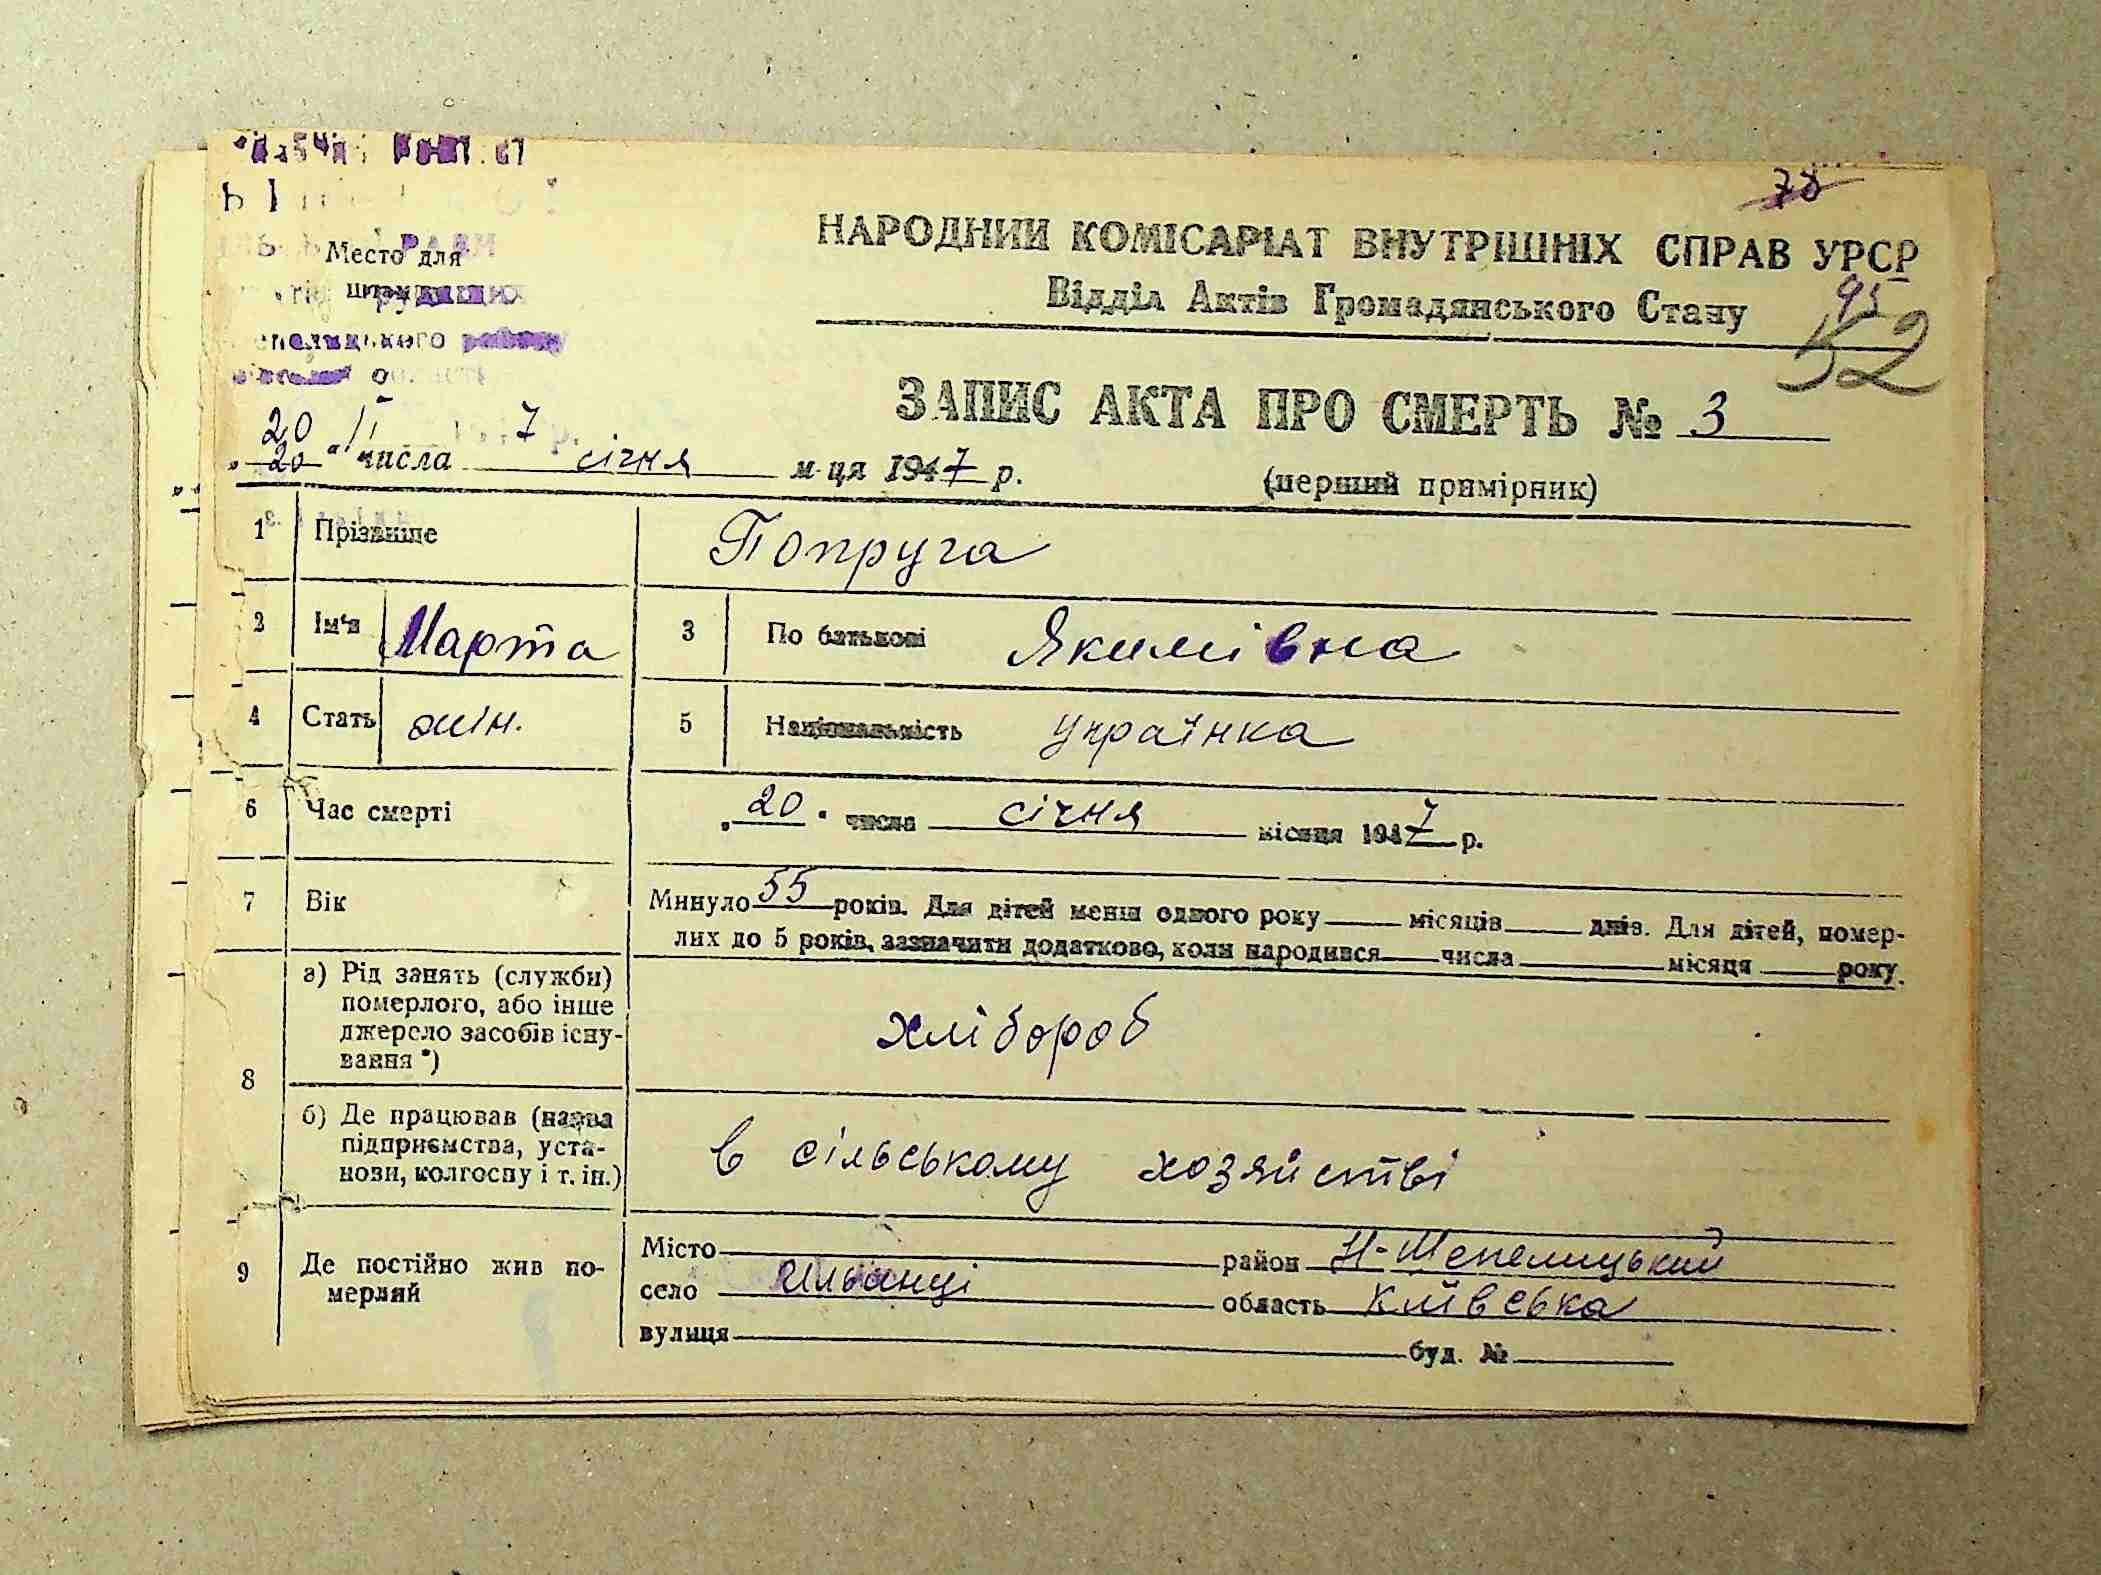 78
НАРОДНИЙ КОМІСАРІАТ ВНУТРІШНІХ СПРАВ УРСР
Відділ Актів Громадянського Стану
95
52
Место для
штампа
ЗАПИС АКТА ПРО СМЕРТЬ № 3
(перший примірник)
20 7
„20“ числа січня м-ця 1947 р.
1 Прізвище Попруга
2 Ім'я Марта 3 По батькові Якимівна
4 Стать жін. 5 Національність Українка
6 Час смерті „20“ числа січня місяця 1947 р.
7 Вік Минуло 55 років. Для дітей менш одного року місяців днів. Для дітей, помер-
лих до 5 років, зазначити додатково, коли народився числа місяця року.
8 а) Рід занять (служби)
померлого, або інше
джерело засобів існу-
вання *)
хлібороб
б) Де працював (назва
підприємства, уста-
нови, колгоспу і т. ін.)
в сільському хозяйстві
9 Де постійно жив по-
мерлий
Місто район Н-Шепелицький
село Ильинці область Київська
вулиця буд. №